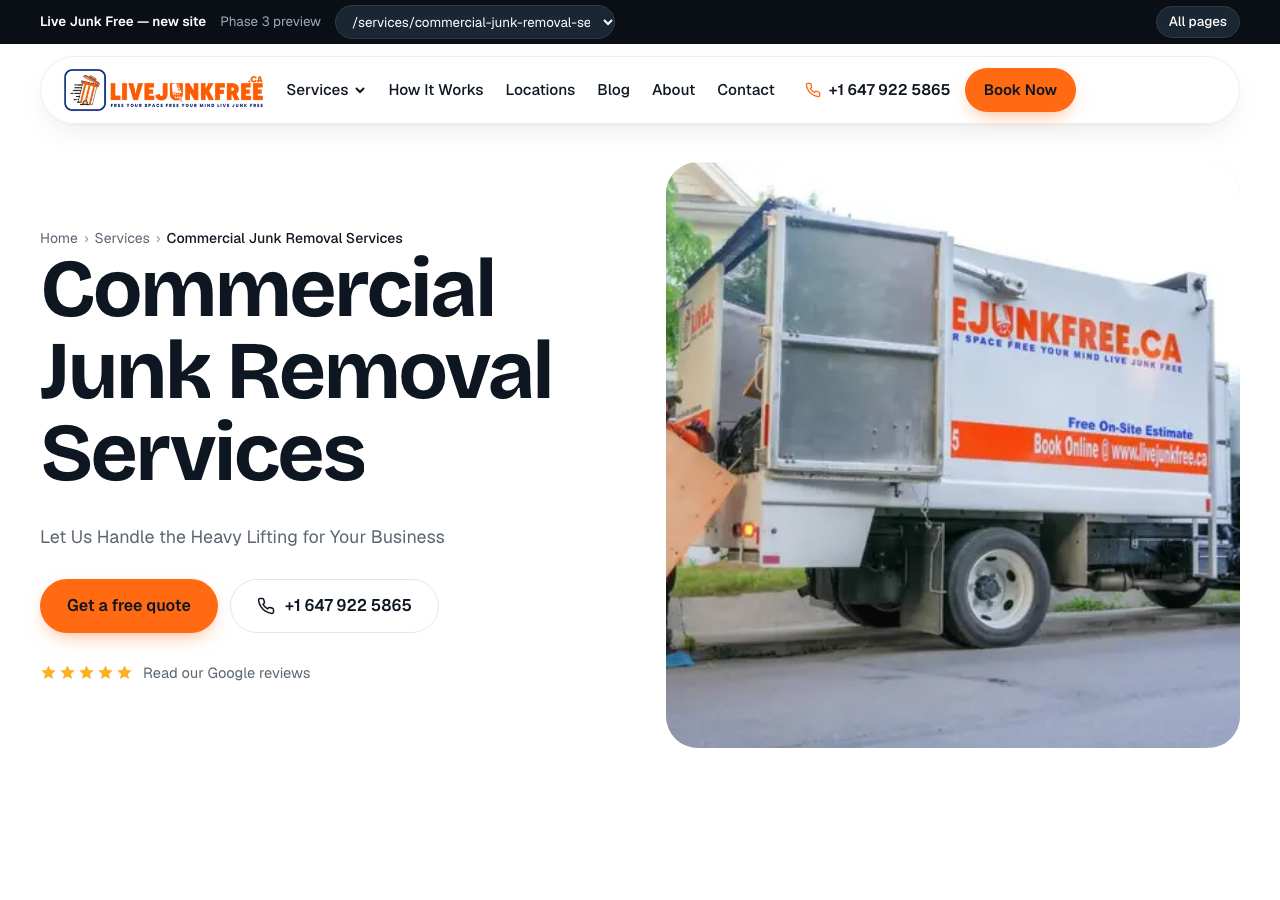 Live Junk Free — new site
Phase 3 preview
/services/commercial-junk-removal-se
All pages
.CA
LIVEJUNKFREE
FREE YOUR SPACE FREE YOUR MIND LIVE JUNK FREE
Services
How It Works
Locations
Blog
About
Contact
+1 647 922 5865
Book Now
Home › Services › Commercial Junk Removal Services
Commercial
Junk Removal
Services
Let Us Handle the Heavy Lifting for Your Business
Get a free quote
+1 647 922 5865
Read our Google reviews
EJUNKFREE.CA
R SPACE FREE YOUR MIND LIVE JUNK FREE
Free On-Site Estimate
5 Book Online @ www.livejunkfree.ca